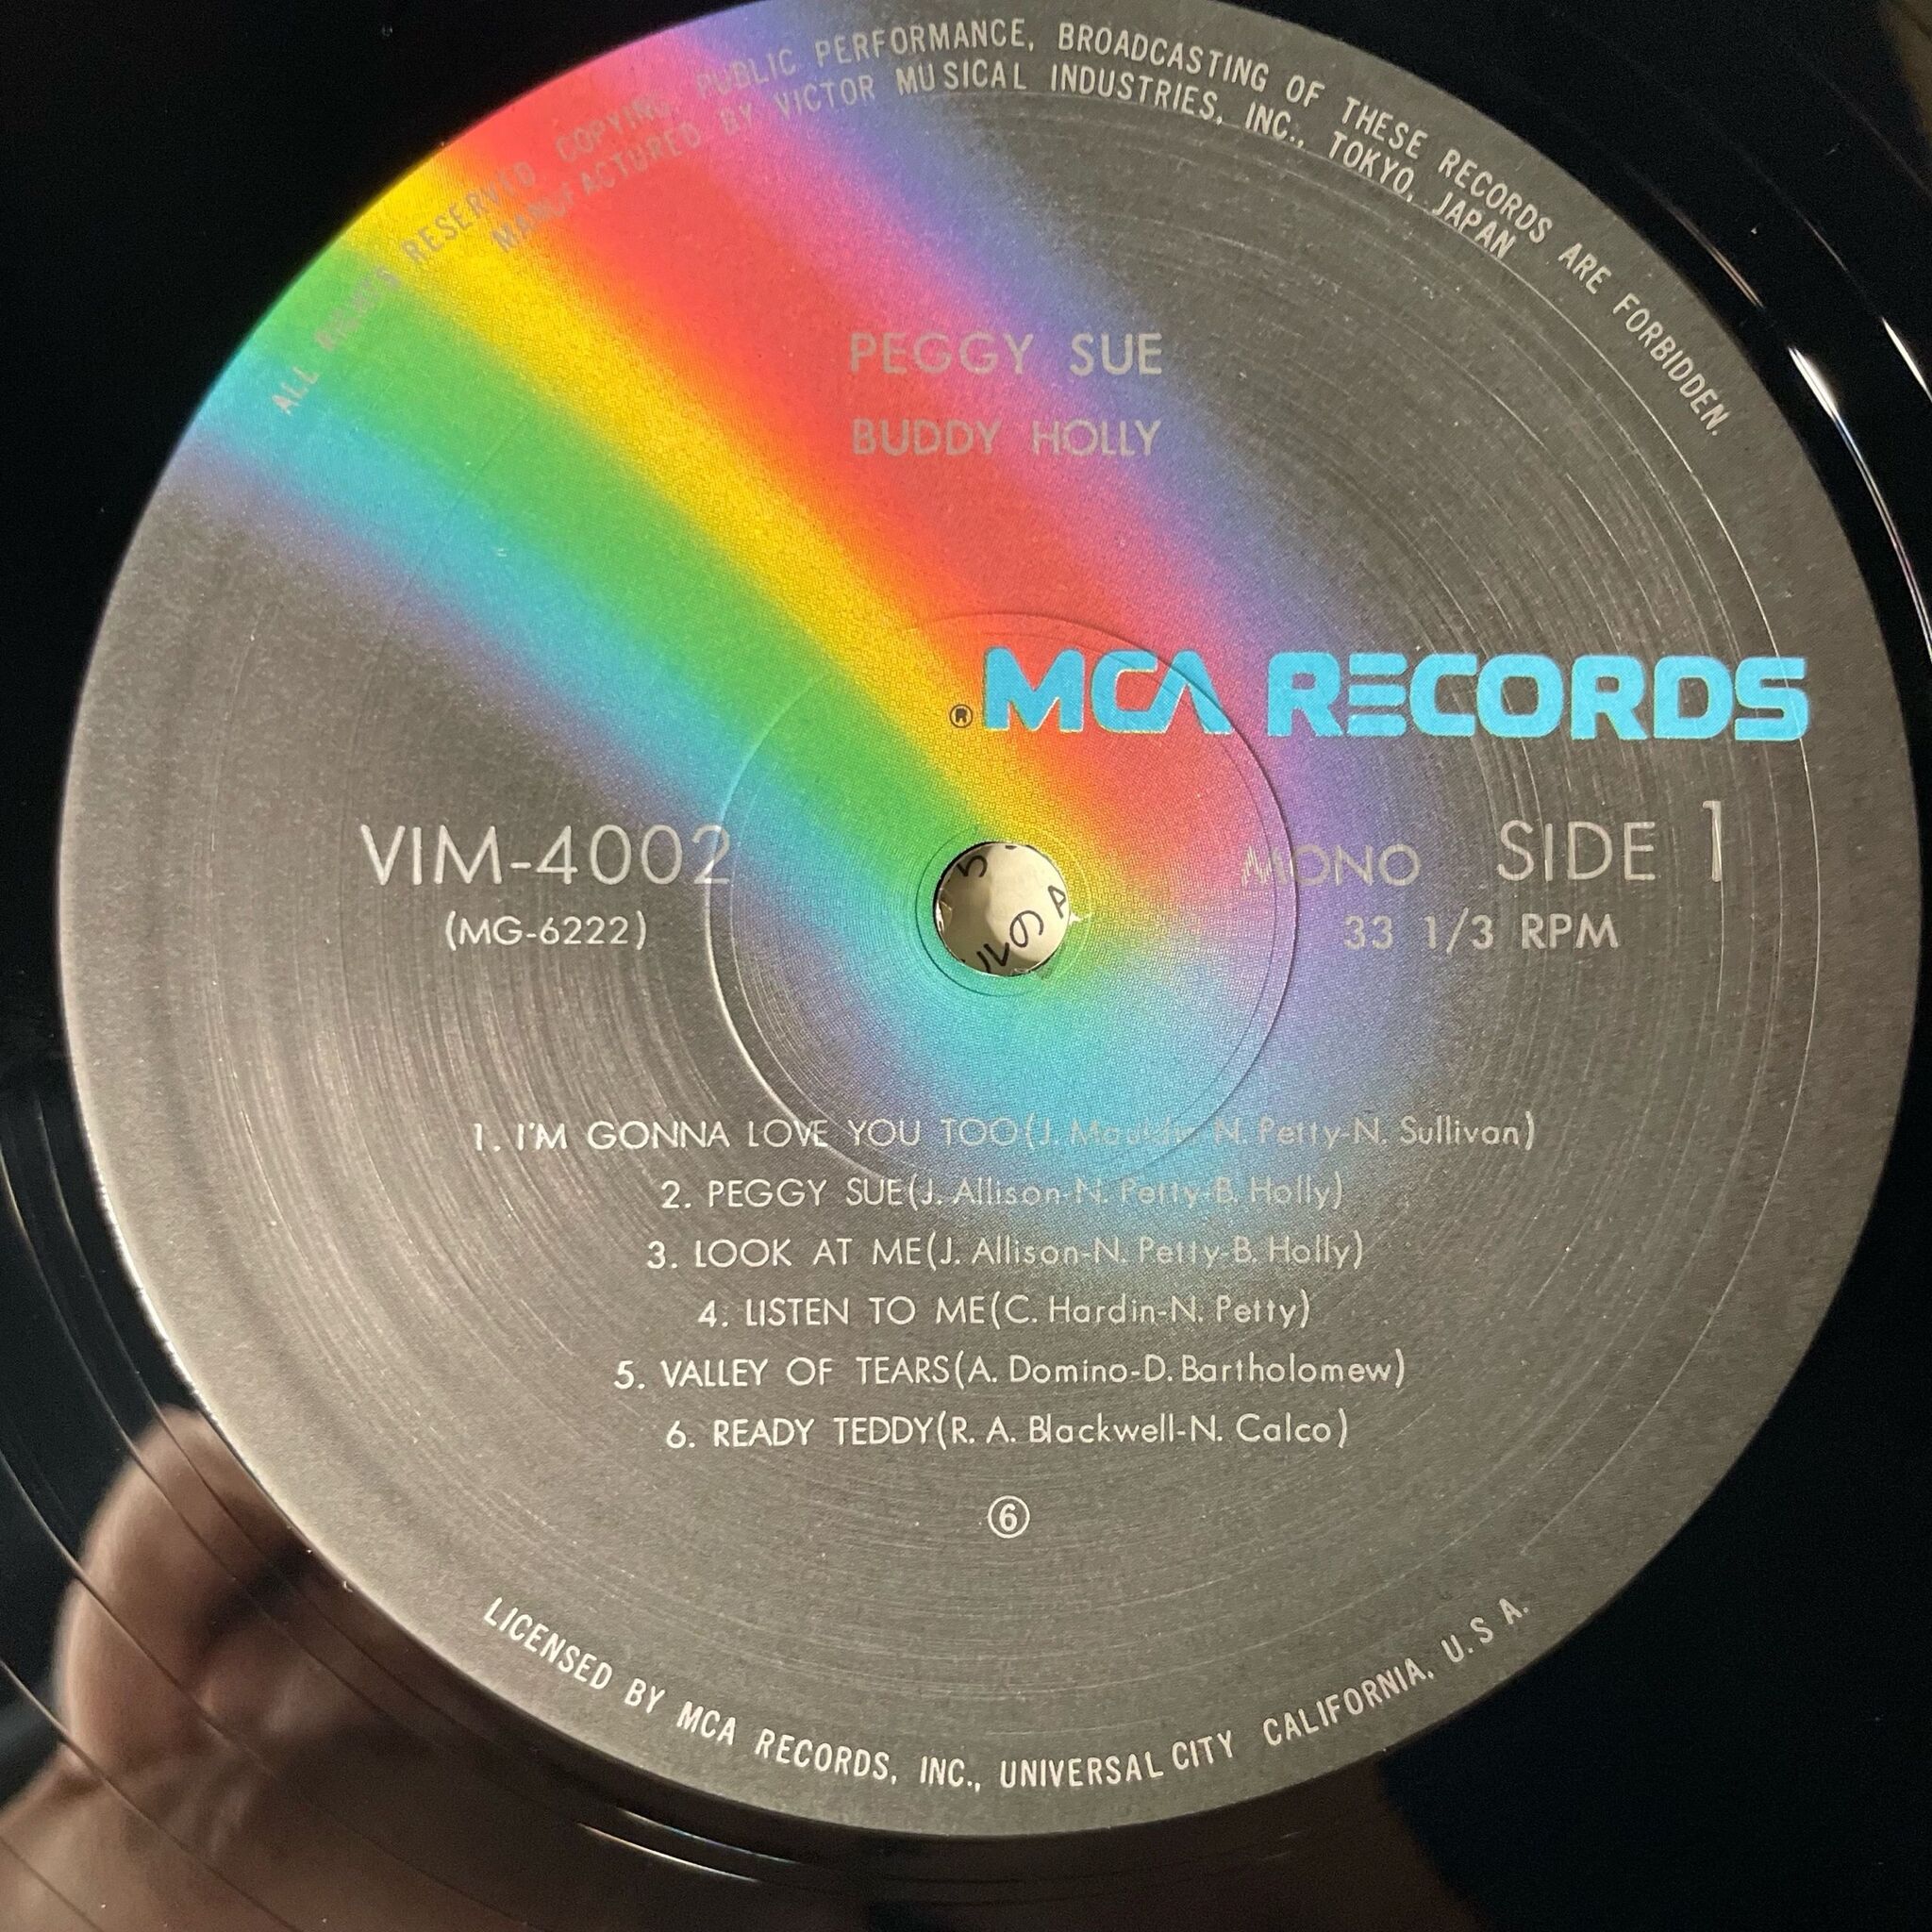 ALL RIGHTS RESERVED COPYING, PUBLIC PERFORMANCE, BROADCASTING OF THESE RECORDS ARE FORBIDDEN.
MANUFACTURED BY VICTOR MUSICAL INDUSTRIES, INC., TOKYO, JAPAN
PEGGY SUE
BUDDY HOLLY
® MCA RECORDS
VIM-4002
(MG-6222)
MONO SIDE 1
33 1/3 RPM
ルの A
1. I'M GONNA LOVE YOU TOO(J. Mauldin-N. Petty-N. Sullivan)
2. PEGGY SUE(J. Allison-N. Petty-B. Holly)
3. LOOK AT ME(J. Allison-N. Petty-B. Holly)
4. LISTEN TO ME(C. Hardin-N. Petty)
5. VALLEY OF TEARS(A. Domino-D. Bartholomew)
6. READY TEDDY(R. A. Blackwell-N. Calco)
⑥
LICENSED BY MCA RECORDS, INC., UNIVERSAL CITY CALIFORNIA, U.S A.